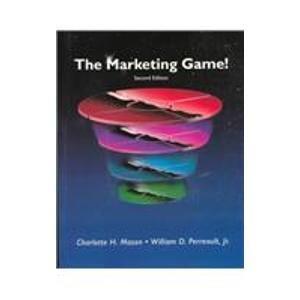 The Marketing Game!
Second Edition
Charlotte H. Mason • William D. Perreault, Jr.